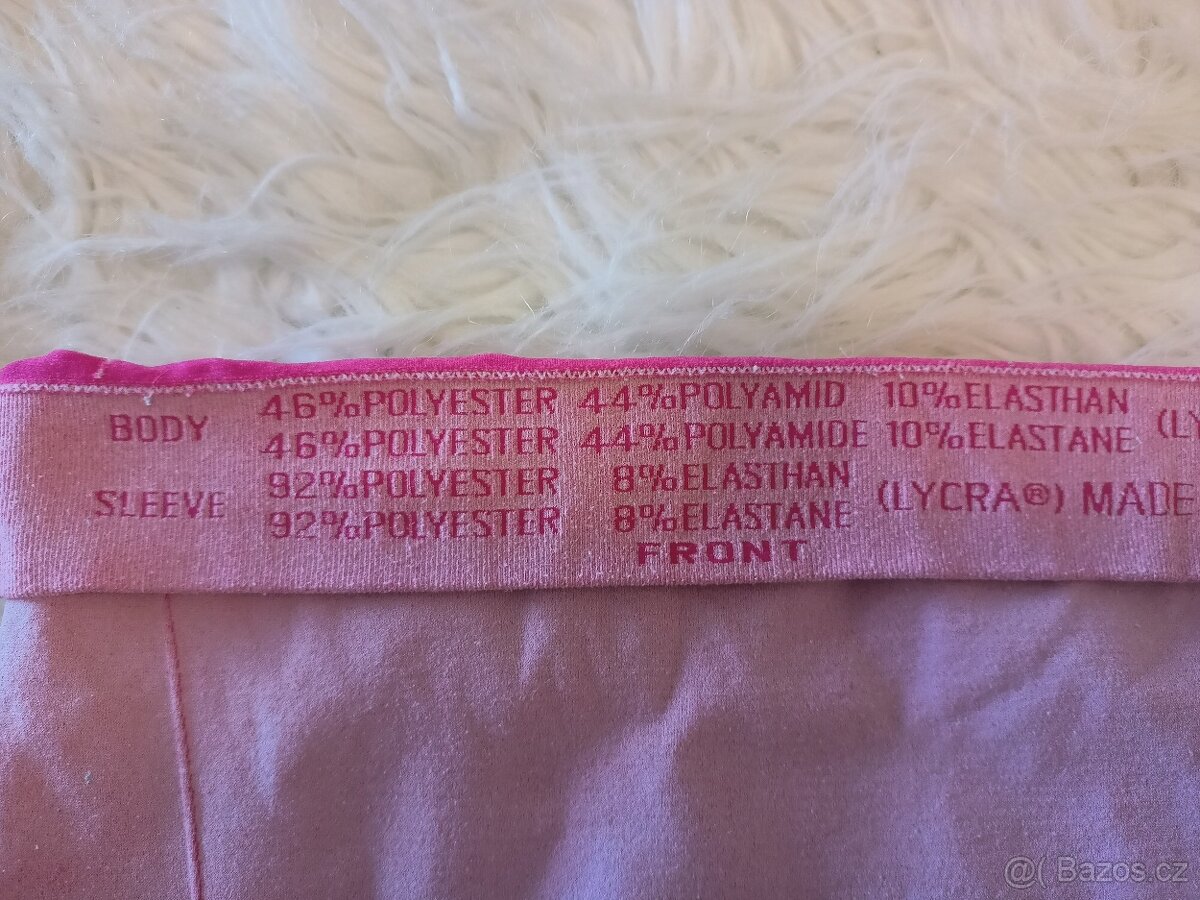 BODY 46%POLYESTER 44%POLYAMID 10%ELASTHAN
46%POLYESTER 44%POLYAMIDE 10%ELASTANE (LY
SLEEVE 92%POLYESTER 8%ELASTHAN (LYCRA®) MADE
92%POLYESTER 8%ELASTANE
FRONT
@( Bazos.cz